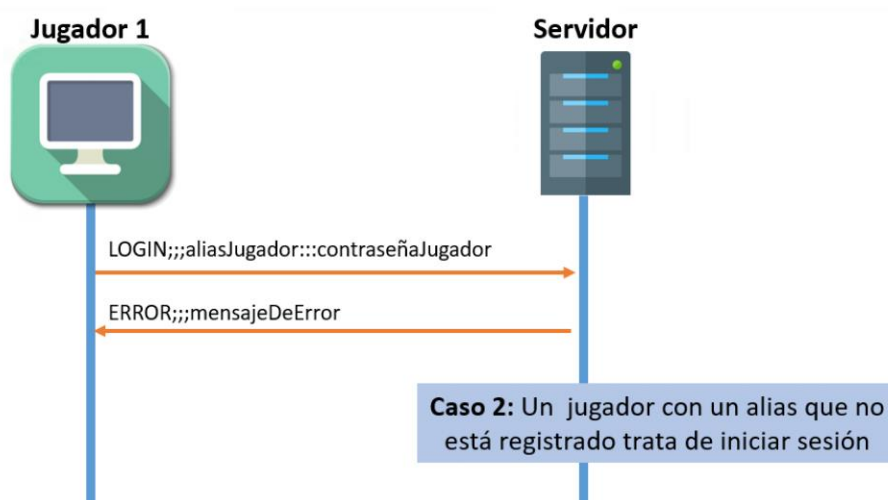 Jugador 1
Servidor
LOGIN;;;aliasJugador:::contraseñaJugador
ERROR;;;mensajeDeError
Caso 2: Un jugador con un alias que no
está registrado trata de iniciar sesión